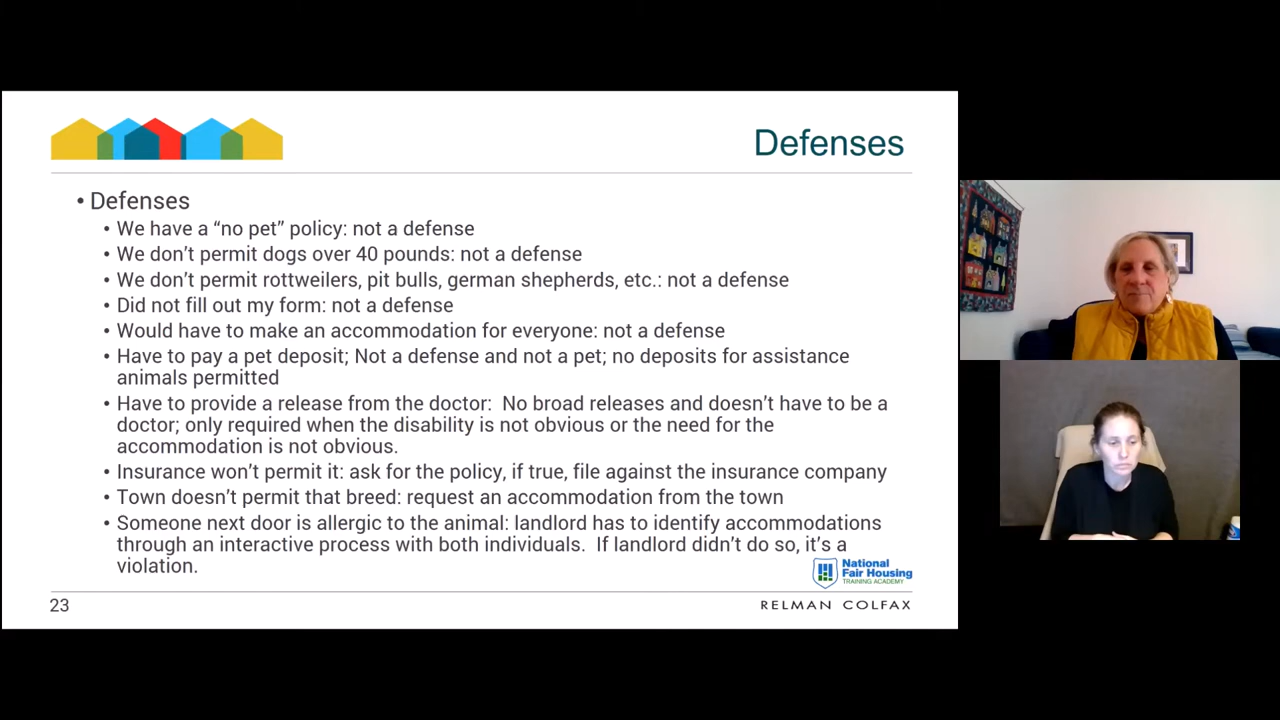 Defenses
• Defenses
• We have a “no pet” policy: not a defense
• We don’t permit dogs over 40 pounds: not a defense
• We don’t permit rottweilers, pit bulls, german shepherds, etc.: not a defense
• Did not fill out my form: not a defense
• Would have to make an accommodation for everyone: not a defense
• Have to pay a pet deposit; Not a defense and not a pet; no deposits for assistance
animals permitted
• Have to provide a release from the doctor:  No broad releases and doesn’t have to be a
doctor; only required when the disability is not obvious or the need for the
accommodation is not obvious.
• Insurance won’t permit it: ask for the policy, if true, file against the insurance company
• Town doesn’t permit that breed: request an accommodation from the town
• Someone next door is allergic to the animal: landlord has to identify accommodations
through an interactive process with both individuals.  If landlord didn’t do so, it’s a
violation.
National
Fair Housing
TRAINING ACADEMY
23
RELMAN COLFAX